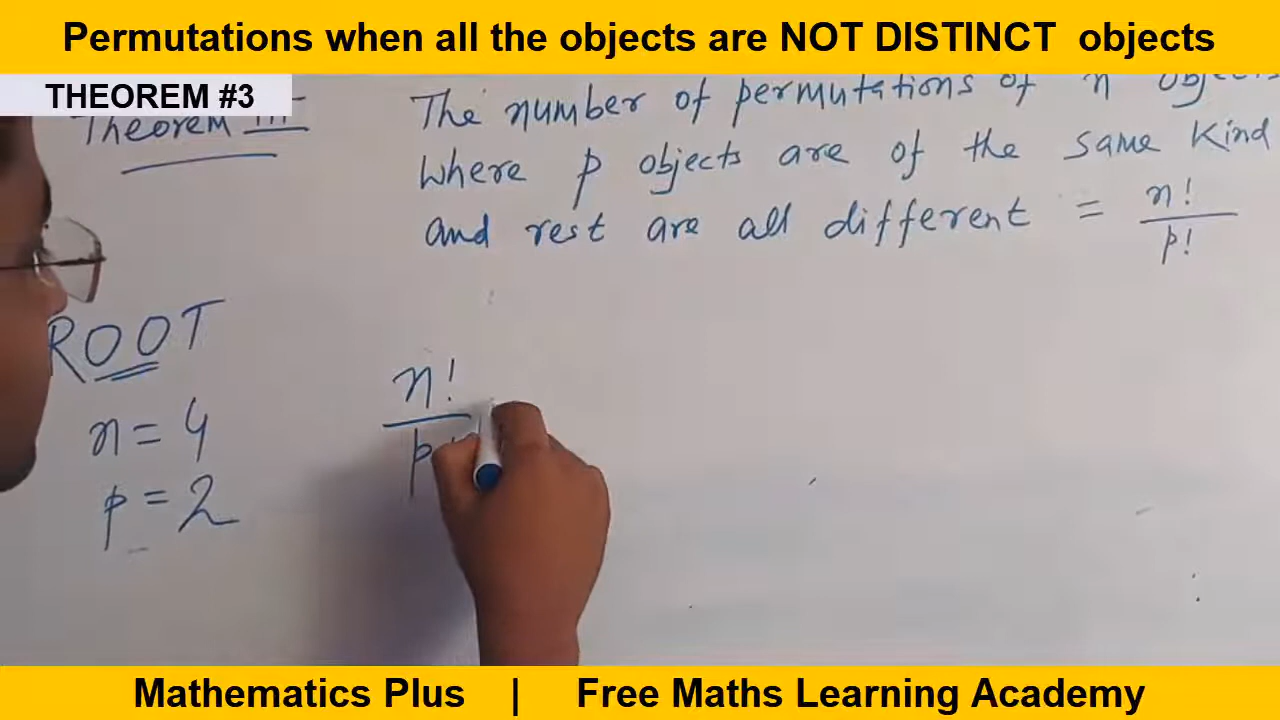 Permutations when all the objects are NOT DISTINCT objects
THEOREM #3
Theorem III
The number of permutations of n objects
where p objects are of the same kind
and rest are all different = n!
p!
ROOT
n = 4
p = 2
n!
p!
Mathematics Plus | Free Maths Learning Academy